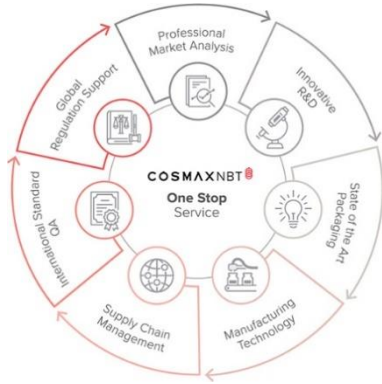 Professional
Market Analysis
Innovative
R&D
State of the Art
Packaging
Manufacturing
Technology
Supply Chain
Management
International Standard
QA
Global
Regulation Support
COSMAXNBT
One Stop
Service